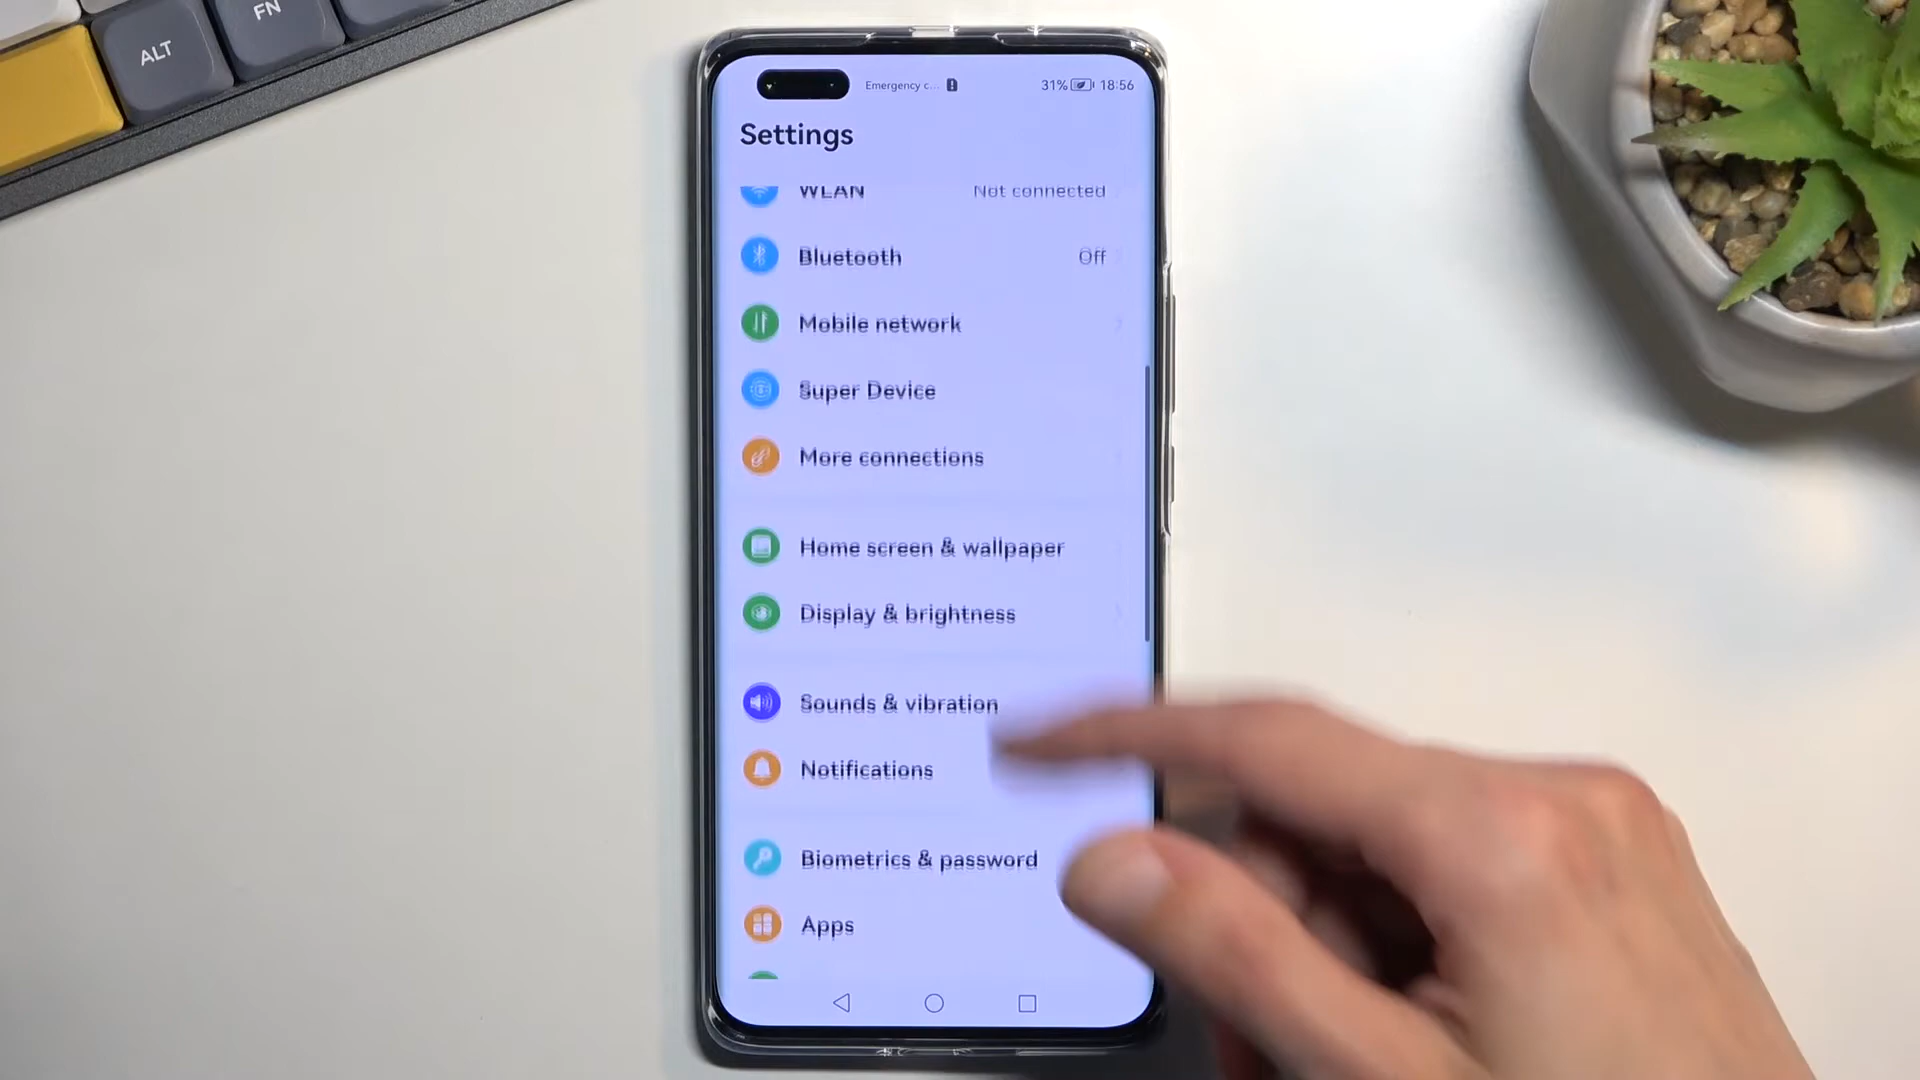 ALT
FN
Emergency c...
31% 18:56
Settings
WLAN Not connected
Bluetooth Off
Mobile network
Super Device
More connections
Home screen & wallpaper
Display & brightness
Sounds & vibration
Notifications
Biometrics & password
Apps